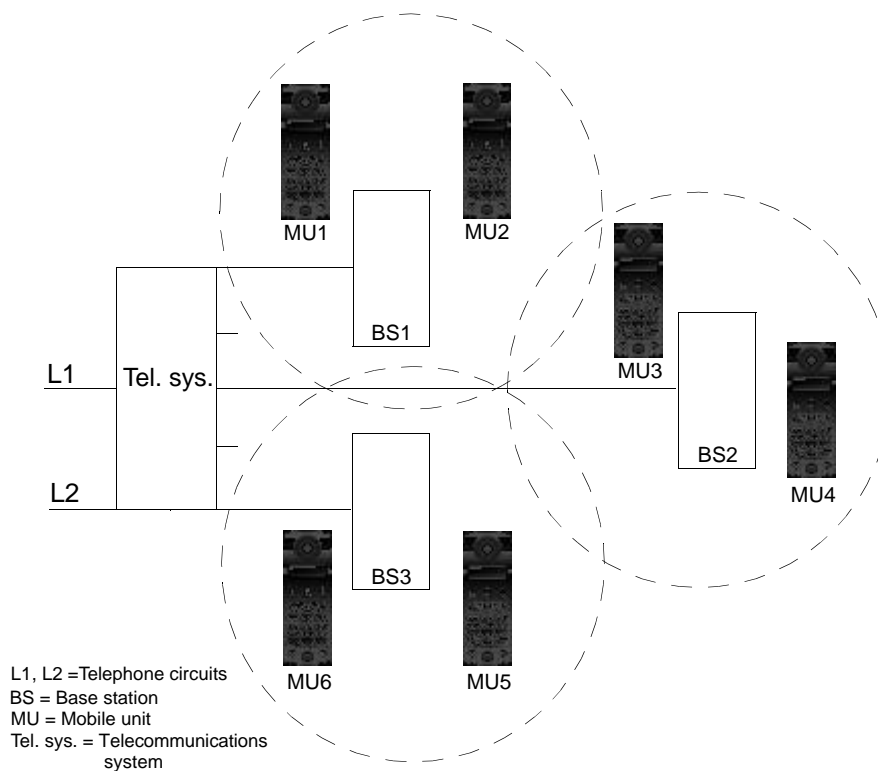 MU1
MU2
BS1
MU3
L1
Tel. sys.
BS2
MU4
L2
BS3
MU6
MU5
L1, L2 =Telephone circuits
BS = Base station
MU = Mobile unit
Tel. sys. = Telecommunications
system